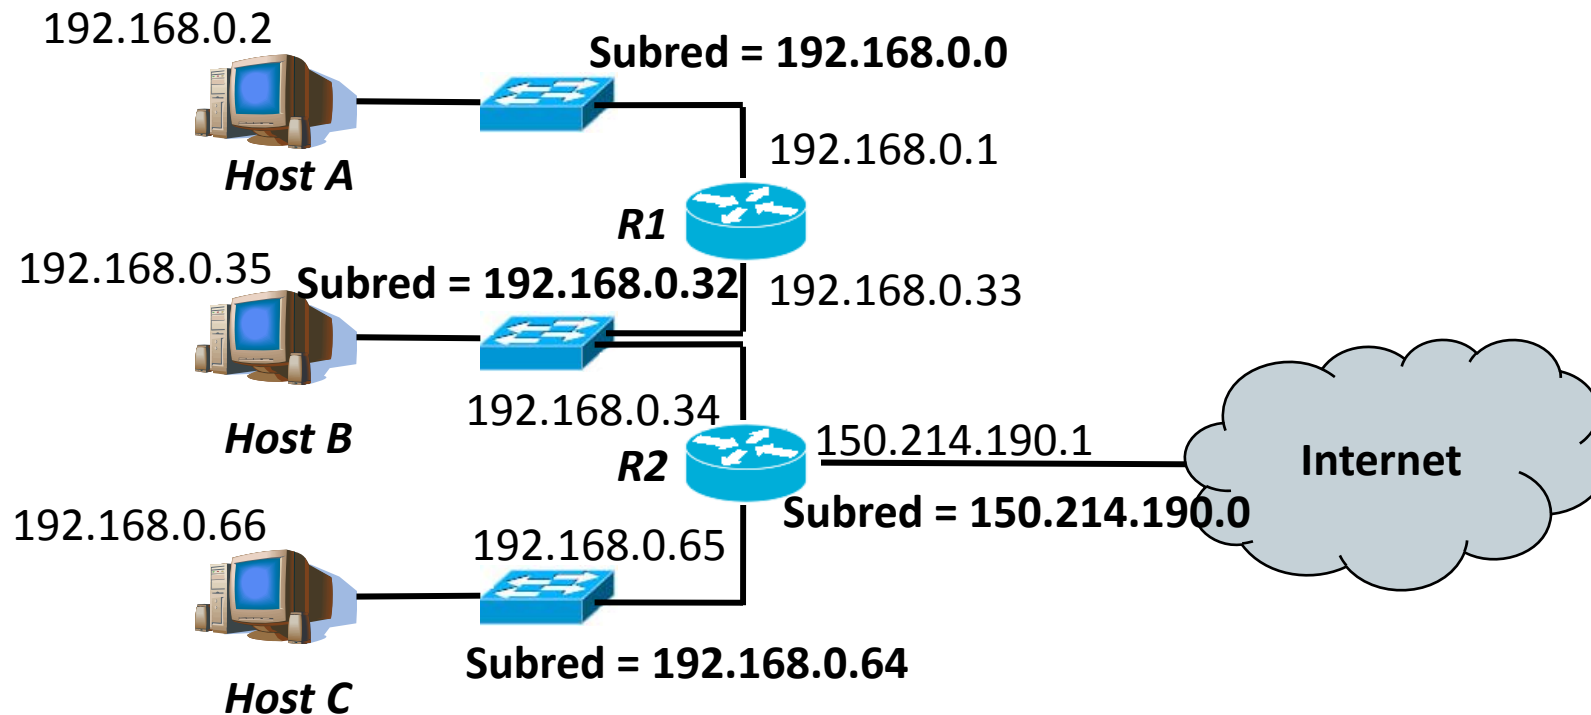 192.168.0.2
Subred = 192.168.0.0
Host A
192.168.0.1
R1
192.168.0.35
Subred = 192.168.0.32
192.168.0.33
Host B
192.168.0.34
R2
150.214.190.1
Internet
Subred = 150.214.190.0
192.168.0.66
192.168.0.65
Host C
Subred = 192.168.0.64